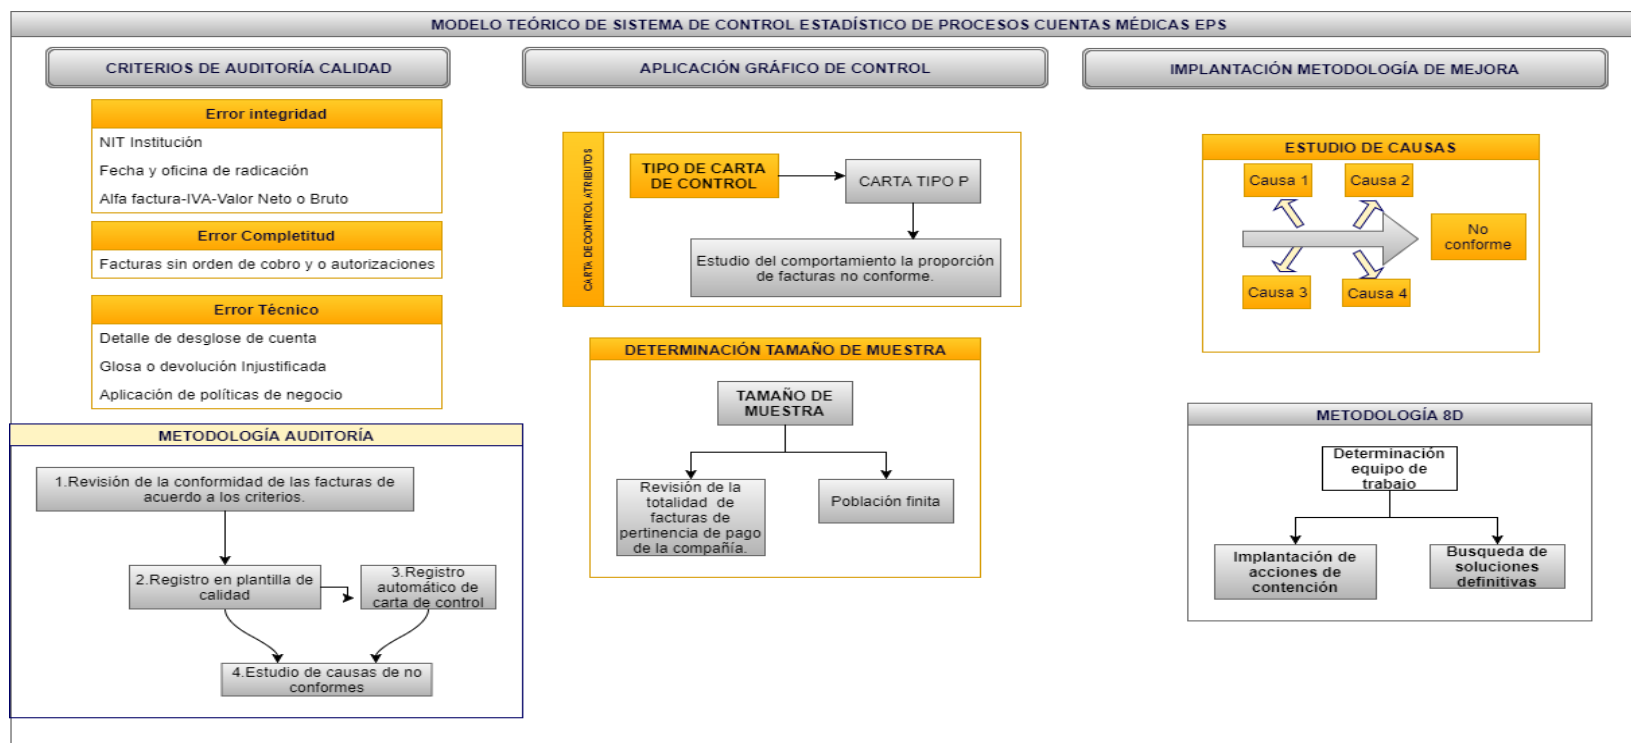 MODELO TEÓRICO DE SISTEMA DE CONTROL ESTADÍSTICO DE PROCESOS CUENTAS MÉDICAS EPS
CRITERIOS DE AUDITORÍA CALIDAD
Error integridad
NIT Institución
Fecha y oficina de radicación
Alfa factura-IVA-Valor Neto o Bruto
Error Completitud
Facturas sin orden de cobro y o autorizaciones
Error Técnico
Detalle de desglose de cuenta
Glosa o devolución Injustificada
Aplicación de políticas de negocio
METODOLOGÍA AUDITORÍA
1.Revisión de la conformidad de las facturas de
acuerdo a los criterios.
2.Registro en plantilla de
calidad
3.Registro
automático de
carta de control
4.Estudio de causas de no
conformes
APLICACIÓN GRÁFICO DE CONTROL
CARTA DE CONTROL ATRIBUTOS
TIPO DE CARTA
DE CONTROL
CARTA TIPO P
Estudio del comportamiento la proporción
de facturas no conforme.
DETERMINACIÓN TAMAÑO DE MUESTRA
TAMAÑO DE
MUESTRA
Revisión de la
totalidad de
facturas de
pertinencia de pago
de la compañía.
Población finita
IMPLANTACIÓN METODOLOGÍA DE MEJORA
ESTUDIO DE CAUSAS
Causa 1
Causa 2
No
conforme
Causa 3
Causa 4
METODOLOGÍA 8D
Determinación
equipo de
trabajo
Implantación de
acciones de
contención
Busqueda de
soluciones
definitivas